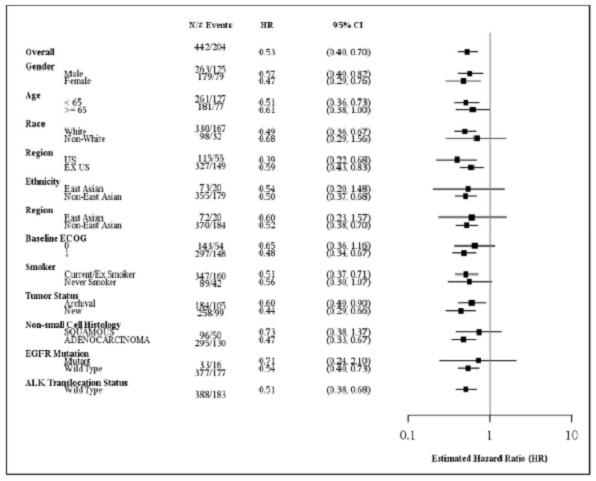 N/# Events HR 95% CI
Overall 442/204 0.53 (0.40, 0.70)
Gender
Male 263/125 0.57 (0.40, 0.82)
Female 179/79 0.47 (0.29, 0.76)
Age
< 65 261/127 0.51 (0.36, 0.73)
>= 65 181/77 0.61 (0.38, 1.00)
Race
White 330/167 0.49 (0.36, 0.67)
Non-White 98/32 0.68 (0.29, 1.56)
Region
US 115/55 0.39 (0.22, 0.68)
EX US 327/149 0.59 (0.43, 0.83)
Ethnicity
East Asian 73/20 0.54 (0.20, 1.48)
Non-East Asian 355/179 0.50 (0.37, 0.68)
Region
East Asian 72/20 0.60 (0.23, 1.57)
Non-East Asian 370/184 0.52 (0.38, 0.70)
Baseline ECOG
0 143/54 0.65 (0.36, 1.16)
1 297/148 0.48 (0.34, 0.67)
Smoker
Current/Ex Smoker 347/160 0.51 (0.37, 0.71)
Never Smoker 89/42 0.56 (0.30, 1.07)
Tumor Status
Archival 184/105 0.60 (0.40, 0.90)
New 258/99 0.44 (0.29, 0.66)
Non-small Cell Histology
SQUAMOUS 96/50 0.73 (0.38, 1.37)
ADENOCARCINOMA 295/130 0.47 (0.33, 0.67)
EGFR Mutation
Mutant 33/16 0.71 (0.24, 2.10)
Wild Type 377/177 0.54 (0.40, 0.73)
ALK Translocation Status
Wild Type 388/183 0.51 (0.38, 0.68)
0.1 1 10
Estimated Hazard Ratio (HR)